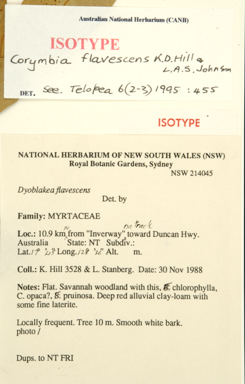 Australian National Herbarium (CANB)
ISOTYPE
Corymbia flavescens K.D.Hill &
L.A.S. Johnson
DET. See. Telopea 6(2-3) 1995 : 455
ISOTYPE
NATIONAL HERBARIUM OF NEW SOUTH WALES (NSW)
Royal Botanic Gardens, Sydney
NSW 214045
Dyoblakea flavescens
Det. by
Family: MYRTACEAE
Loc.: 10.9 km from "Inverway" toward Duncan Hwy.
Australia State: NT Subdiv.:
Lat. Long. Alt. m.
Coll.: K. Hill 3528 & L. Stanberg. Date: 30 Nov 1988
Notes: Flat. Savannah woodland with this, E. chlorophylla,
C. opaca?, E. pruinosa. Deep red alluvial clay-loam with
some fine laterite.
Locally frequent. Tree 10 m. Smooth white bark.
photo /
Dups. to NT FRI